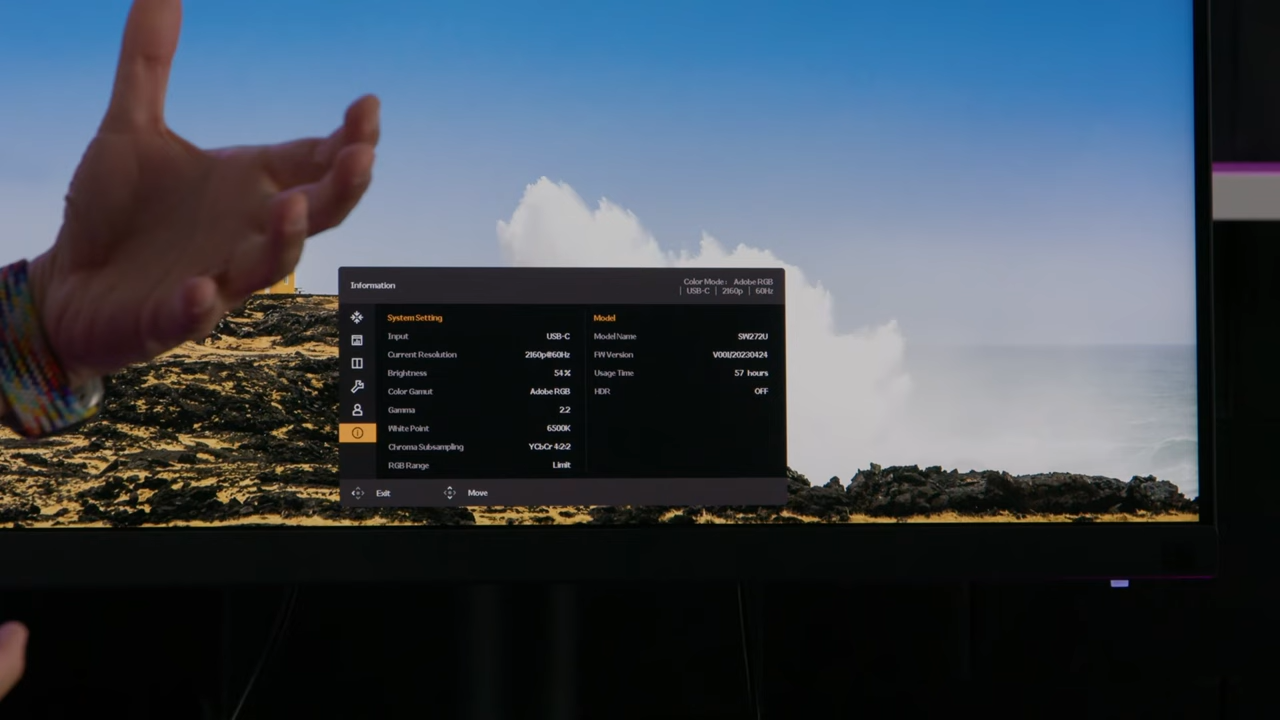 Information
Color Mode: Adobe RGB
| USB-C | 2160p | 60Hz
System Setting
Input USB-C
Current Resolution 2160p@60Hz
Brightness 54%
Color Gamut Adobe RGB
Gamma 2.2
White Point 6500K
Chroma Subsampling YCbCr 4:2:2
RGB Range Limit
Model
Model Name SW272U
FW Version V001/20230424
Usage Time 57 hours
HDR OFF
Exit Move